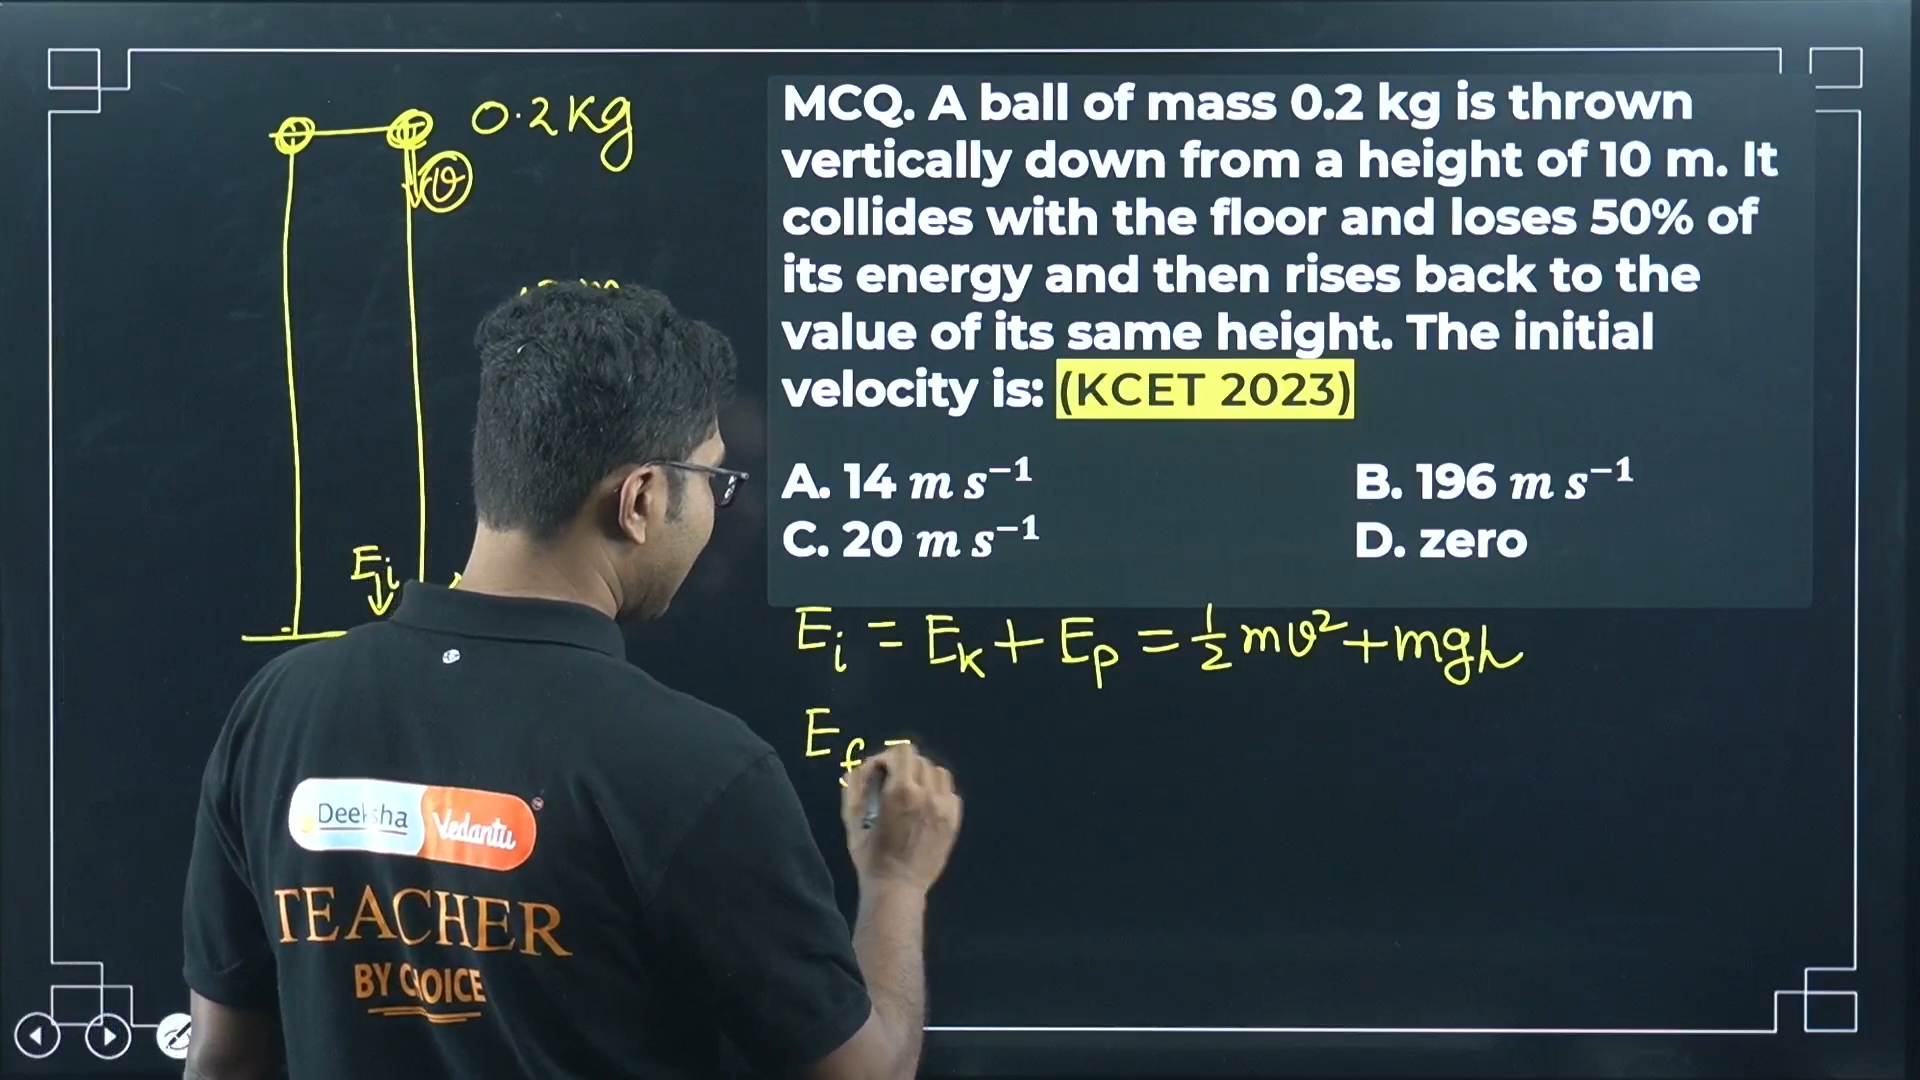 0.2 kg
v
MCQ. A ball of mass 0.2 kg is thrown
vertically down from a height of 10 m. It
collides with the floor and loses 50% of
its energy and then rises back to the
value of its same height. The initial
velocity is: (KCET 2023)
A. 14 m s⁻¹
B. 196 m s⁻¹
C. 20 m s⁻¹
D. zero
Eᵢ
Eᵢ = E_K + E_p = ½mv² + mgh
E_f =
Deeksha Vedantu
TEACHER
BY CHOICE